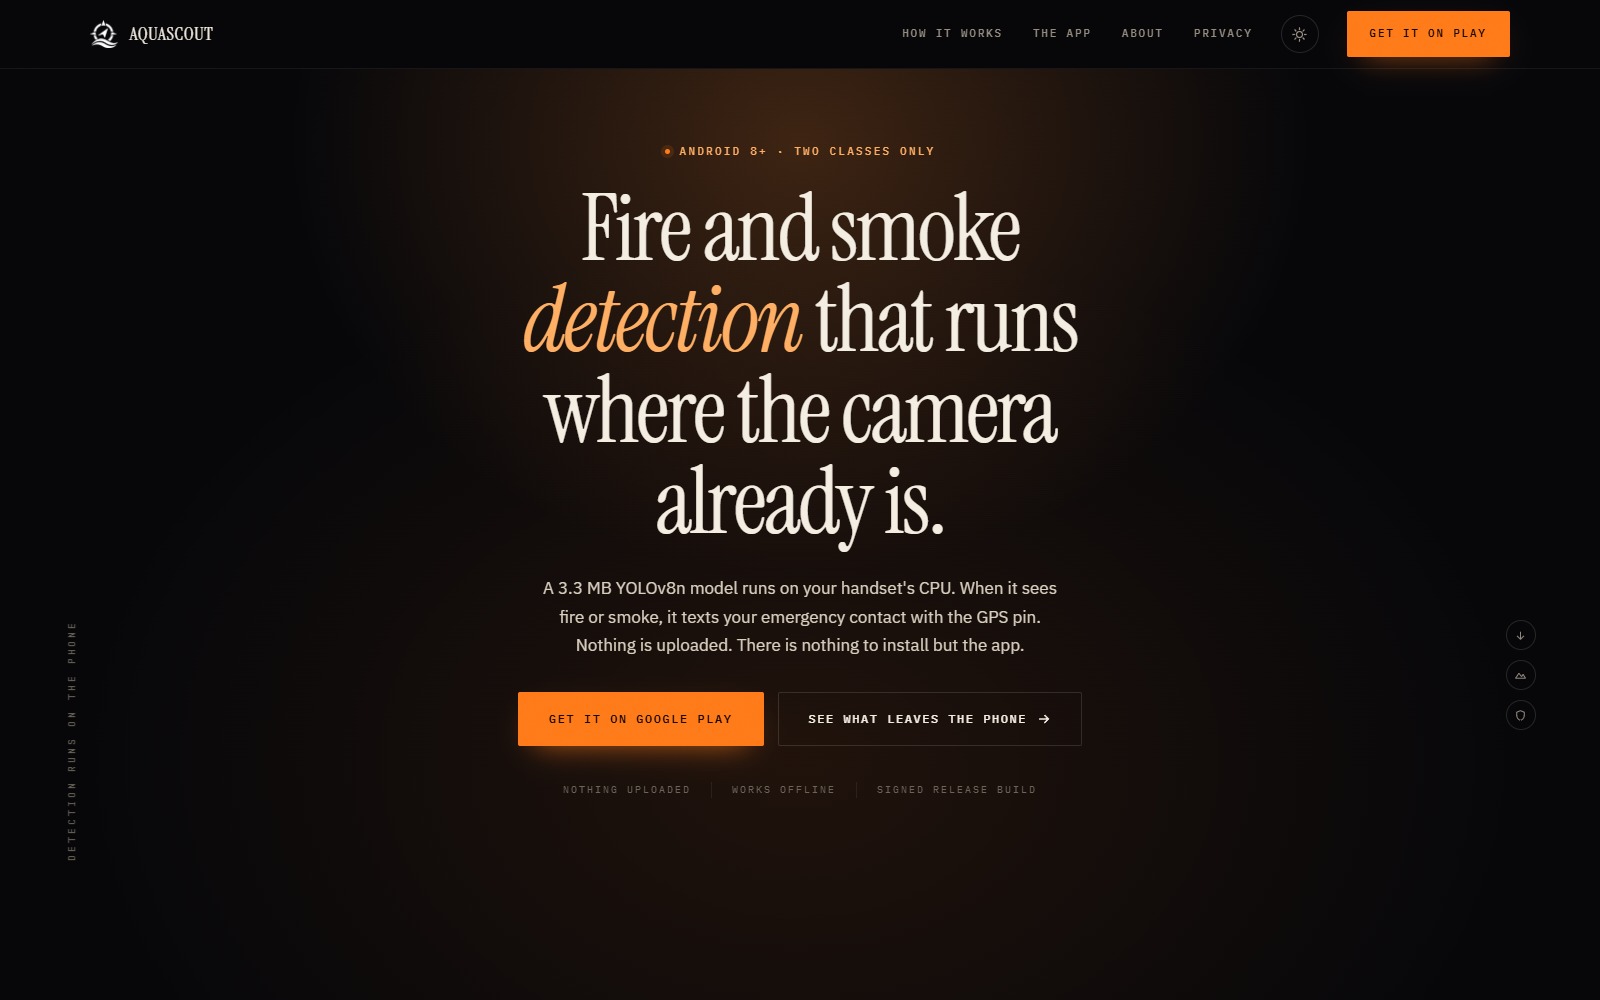 AQUASCOUT
HOW IT WORKS
THE APP
ABOUT
PRIVACY
GET IT ON PLAY
ANDROID 8+ · TWO CLASSES ONLY
Fire and smoke
detection that runs
where the camera
already is.
A 3.3 MB YOLOv8n model runs on your handset's CPU. When it sees
fire or smoke, it texts your emergency contact with the GPS pin.
Nothing is uploaded. There is nothing to install but the app.
GET IT ON GOOGLE PLAY
SEE WHAT LEAVES THE PHONE →
NOTHING UPLOADED
WORKS OFFLINE
SIGNED RELEASE BUILD
DETECTION RUNS ON THE PHONE